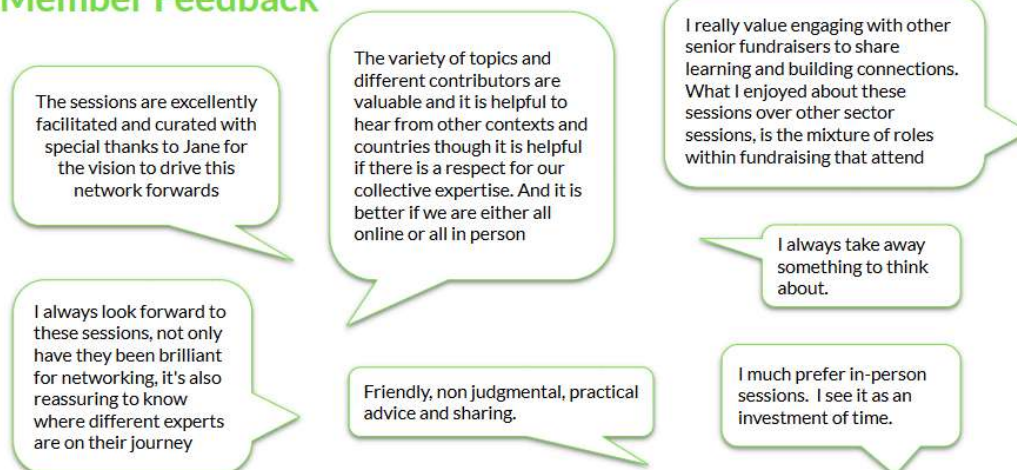 Member Feedback
The sessions are excellently
facilitated and curated with
special thanks to Jane for
the vision to drive this
network forwards
The variety of topics and
different contributors are
valuable and it is helpful to
hear from other contexts and
countries though it is helpful
if there is a respect for our
collective expertise. And it is
better if we are either all
online or all in person
I really value engaging with other
senior fundraisers to share
learning and building connections.
What I enjoyed about these
sessions over other sector
sessions, is the mixture of roles
within fundraising that attend
I always take away
something to think
about.
I always look forward to
these sessions, not only
have they been brilliant
for networking, it's also
reassuring to know
where different experts
are on their journey
Friendly, non judgmental, practical
advice and sharing.
I much prefer in-person
sessions. I see it as an
investment of time.